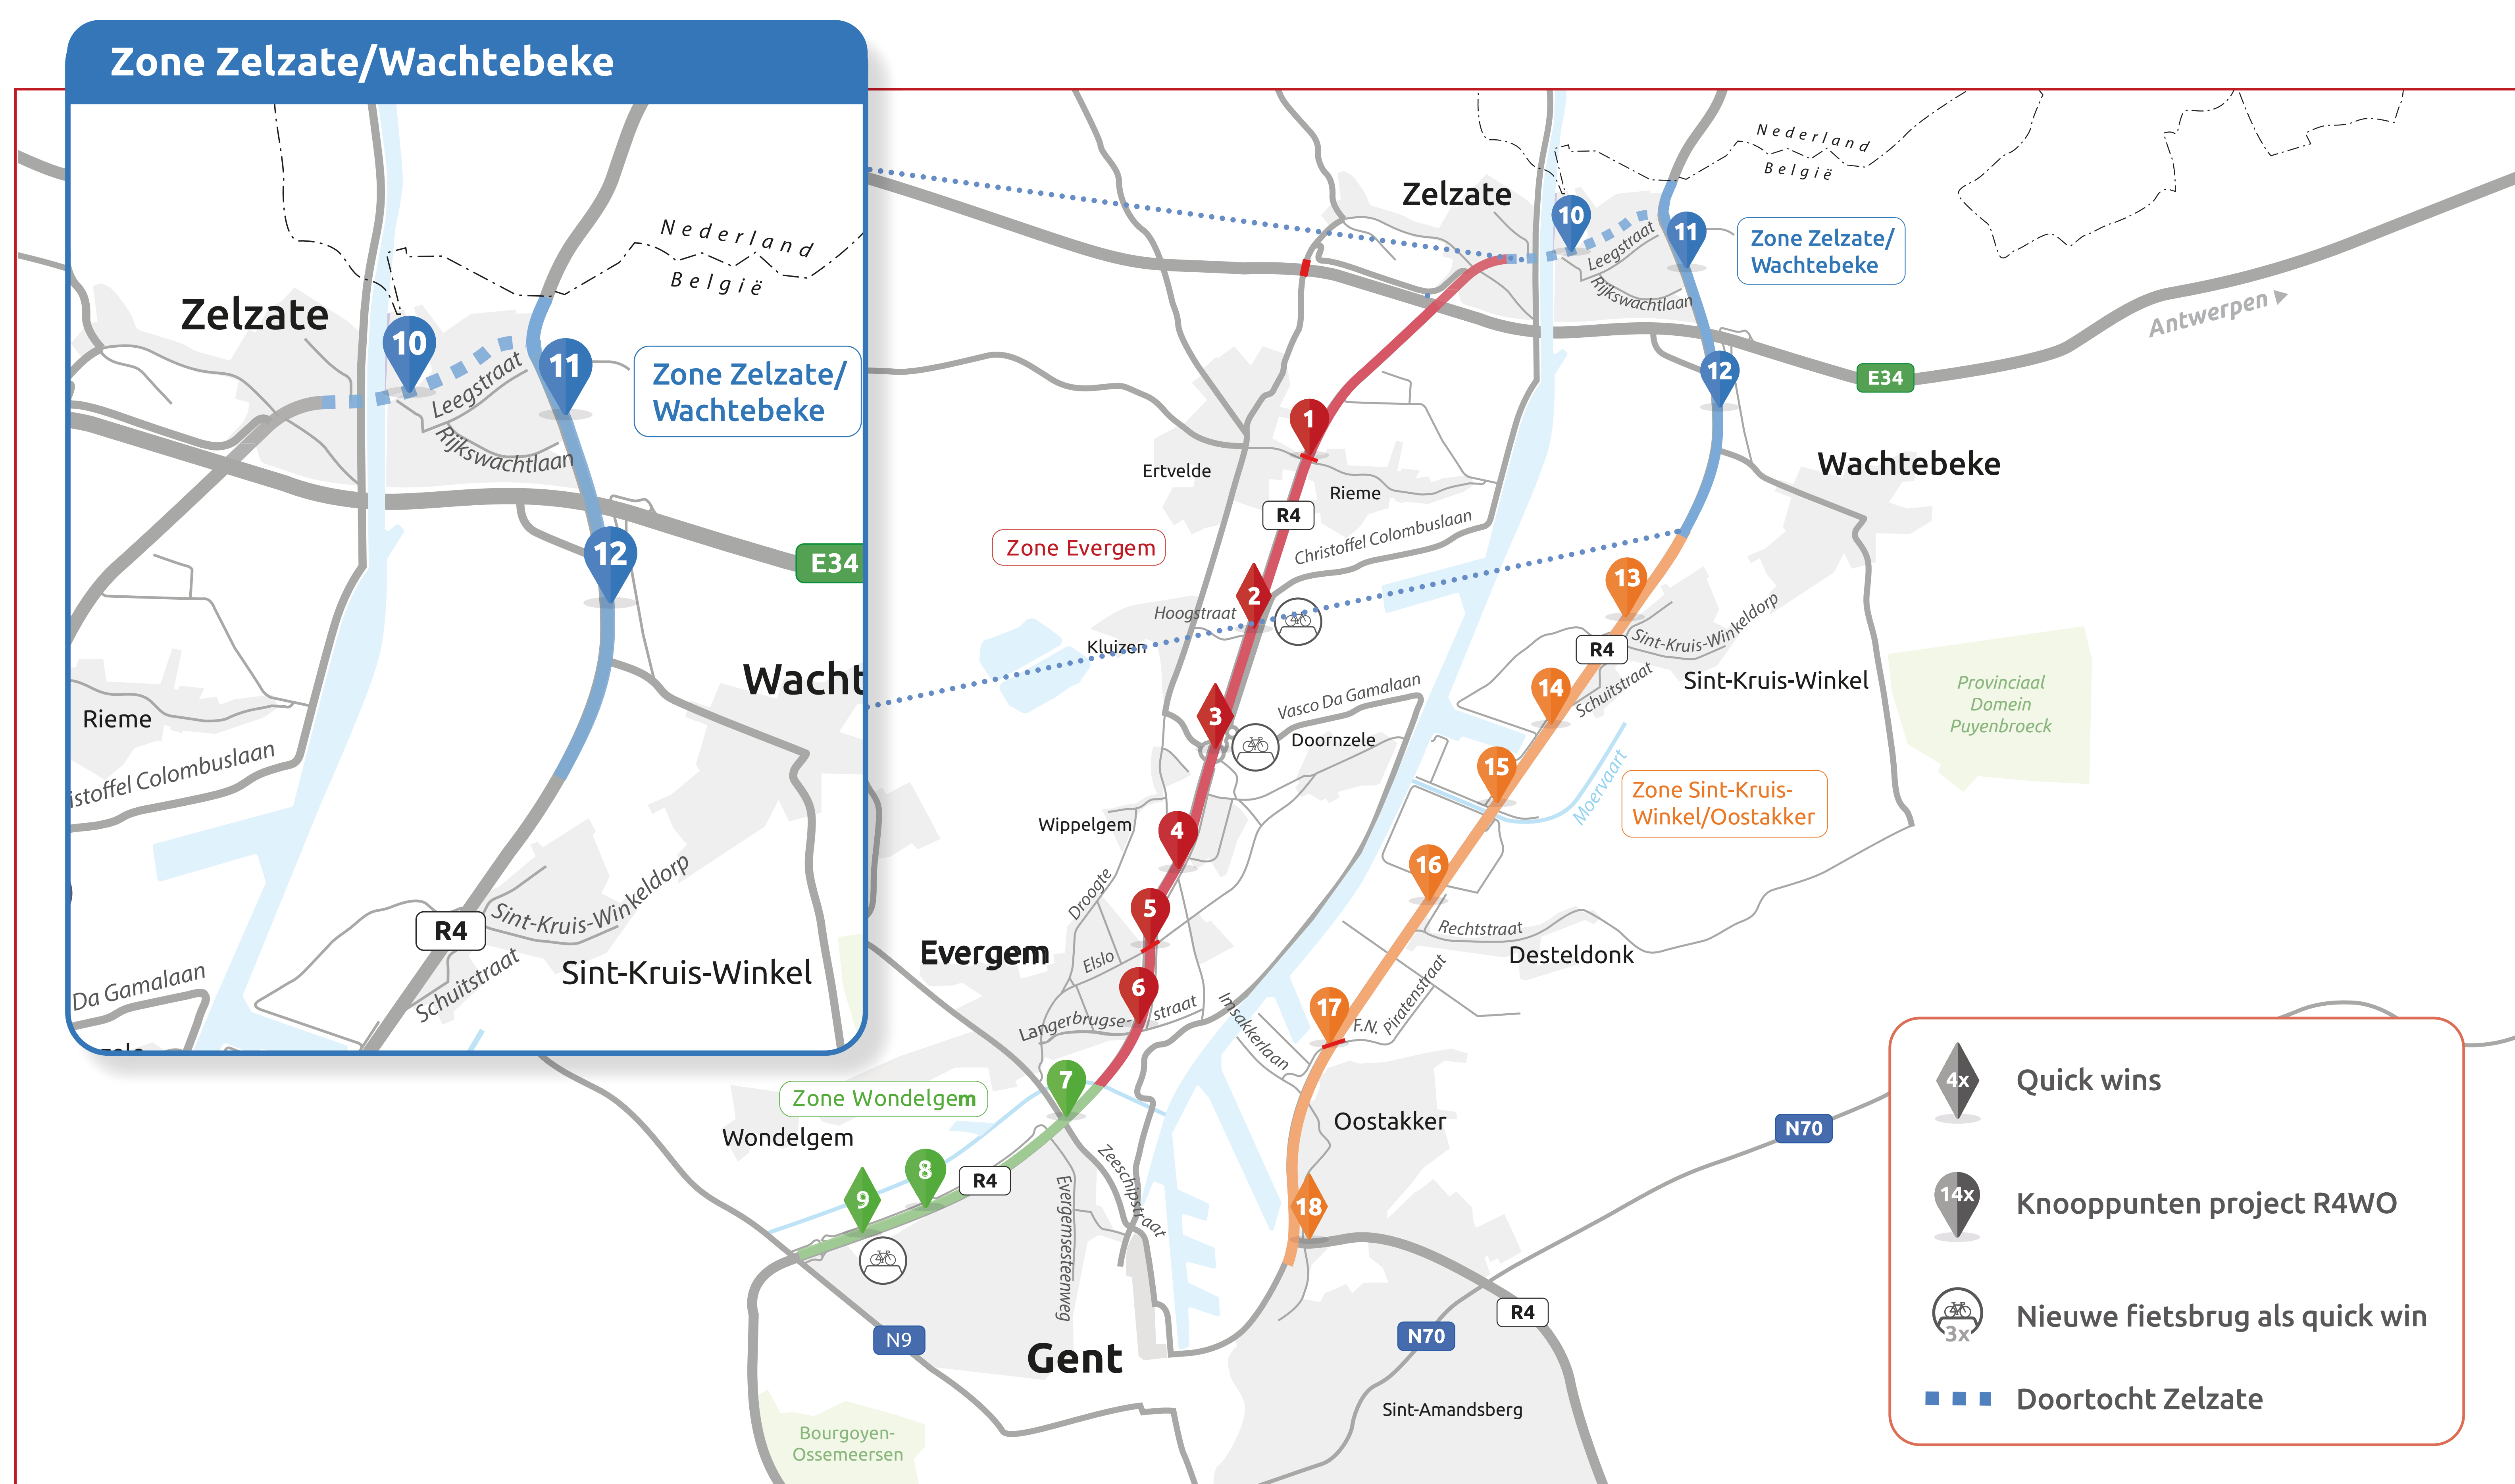 Zone Zelzate/Wachtebeke
Nederland
België
Zelzate
10
11
Leegstraat
Rijkswachtlaan
Zone Zelzate/
Wachtebeke
12
E34
Wacht
Rieme
istoffel Colombuslaan
R4
Sint-Kruis-Winkeldorp
Schuitstraat
Sint-Kruis-Winkel
Da Gamalaan
Nederland
België
Zelzate
10
11
Leegstraat
Rijkswachtlaan
Zone Zelzate/
Wachtebeke
Antwerpen
12
E34
Wachtebeke
1
Ertvelde
Rieme
R4
Zone Evergem
Christoffel Colombuslaan
2
Hoogstraat
Kluizen
13
Sint-Kruis-Winkeldorp
R4
Sint-Kruis-Winkel
14
Schuitstraat
Provinciaal
Domein
Puyenbroeck
3
Vasco Da Gamalaan
Doornzele
15
Moervaart
Zone Sint-Kruis-
Winkel/Oostakker
Wippelgem
4
16
Droogte
5
Rechtstraat
Desteldonk
Evergem
Elslo
6
Langerbrugse-
straat
Imsakkerlaan
17
F.N. Piratenstraat
7
Zone Wondelgem
Wondelgem
Oostakker
8
9
R4
Zeeschipstraat
Evergemsesteenweg
18
N70
N9
Gent
R4
N70
Sint-Amandsberg
Bourgoyen-
Ossemeersen
4x
Quick wins
14x
Knooppunten project R4WO
3x
Nieuwe fietsbrug als quick win
Doortocht Zelzate